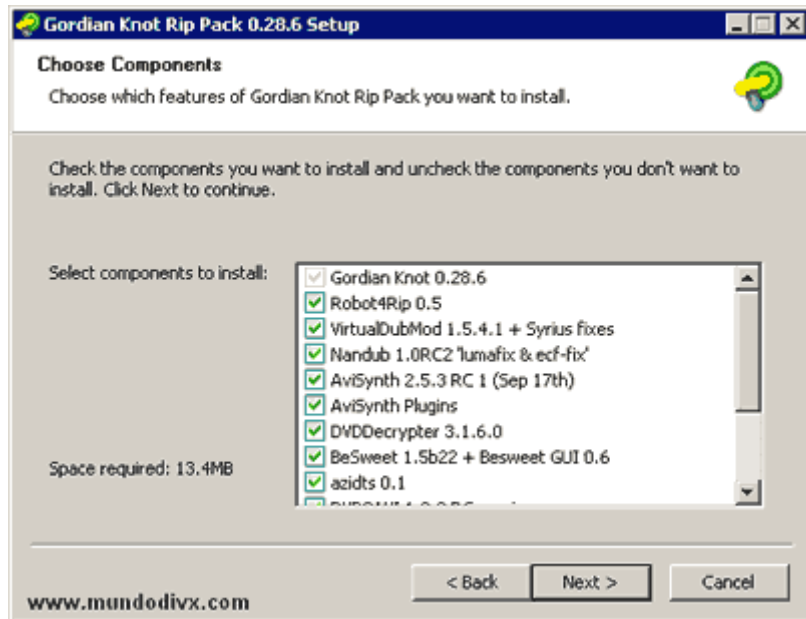 Gordian Knot Rip Pack 0.28.6 Setup
Choose Components
Choose which features of Gordian Knot Rip Pack you want to install.
Check the components you want to install and uncheck the components you don't want to
install. Click Next to continue.
Select components to install:
Gordian Knot 0.28.6
Robot4Rip 0.5
VirtualDubMod 1.5.4.1 + Syrius fixes
Nandub 1.0RC2 'lumafix & ecf-fix'
AviSynth 2.5.3 RC 1 (Sep 17th)
AviSynth Plugins
DVDDecrypter 3.1.6.0
BeSweet 1.5b22 + Besweet GUI 0.6
azidts 0.1
Space required: 13.4MB
< Back
Next >
Cancel
www.mundodivx.com